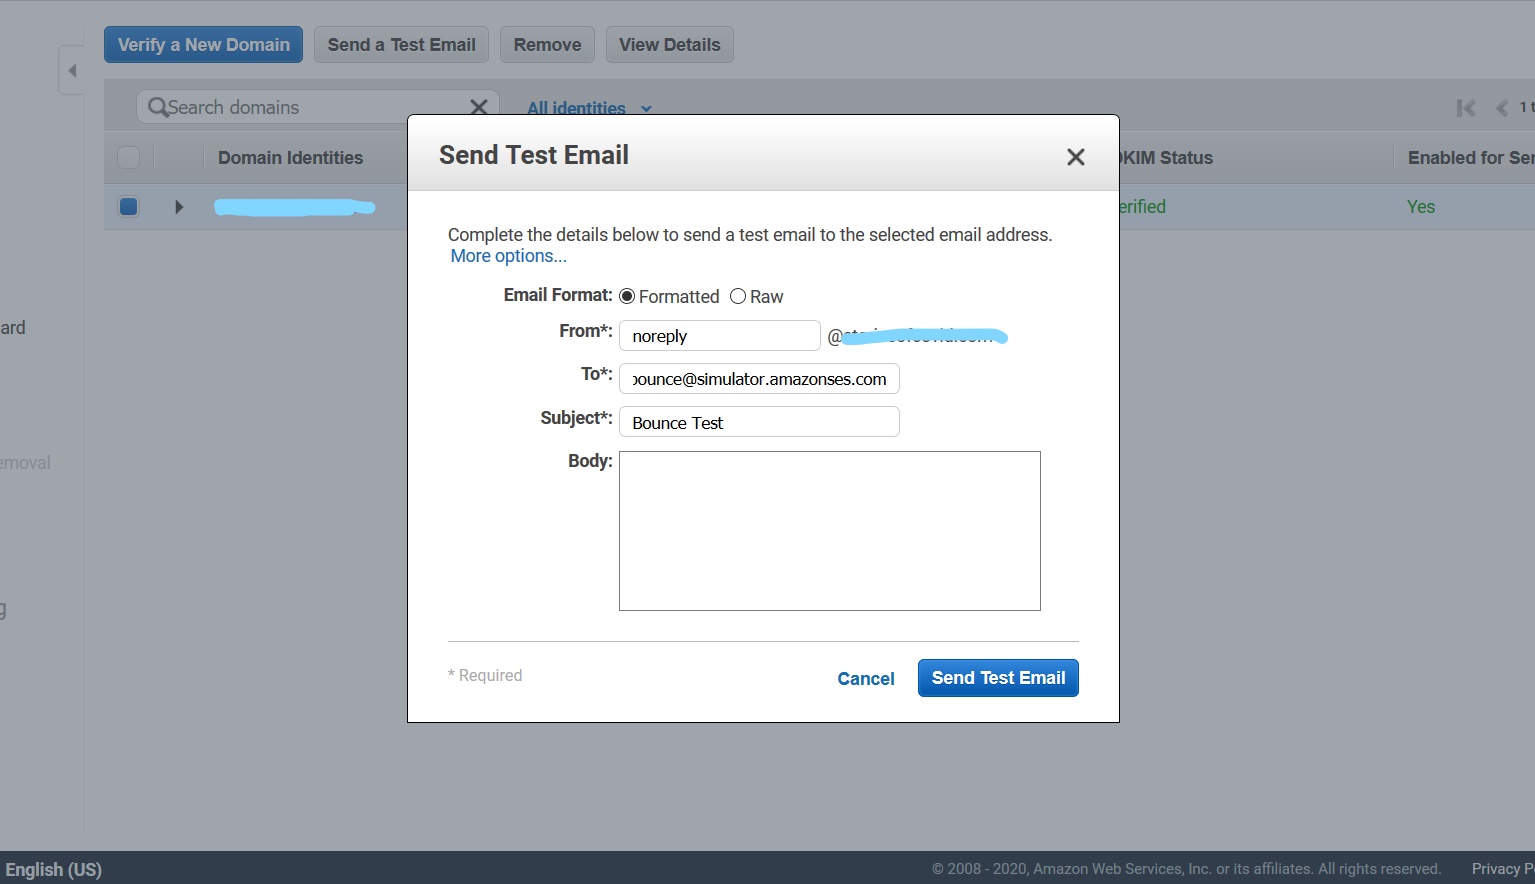 Verify a New Domain Send a Test Email Remove View Details
Search domains All identities 1 t
Domain Identities DKIM Status Enabled for Ser
erified Yes
Send Test Email
Complete the details below to send a test email to the selected email address.
More options...
Email Format: Formatted Raw
From*: noreply @
To*: bounce@simulator.amazonses.com
Subject*: Bounce Test
Body:
* Required Cancel Send Test Email
ard
emoval
g
English (US) © 2008 - 2020, Amazon Web Services, Inc. or its affiliates. All rights reserved. Privacy P